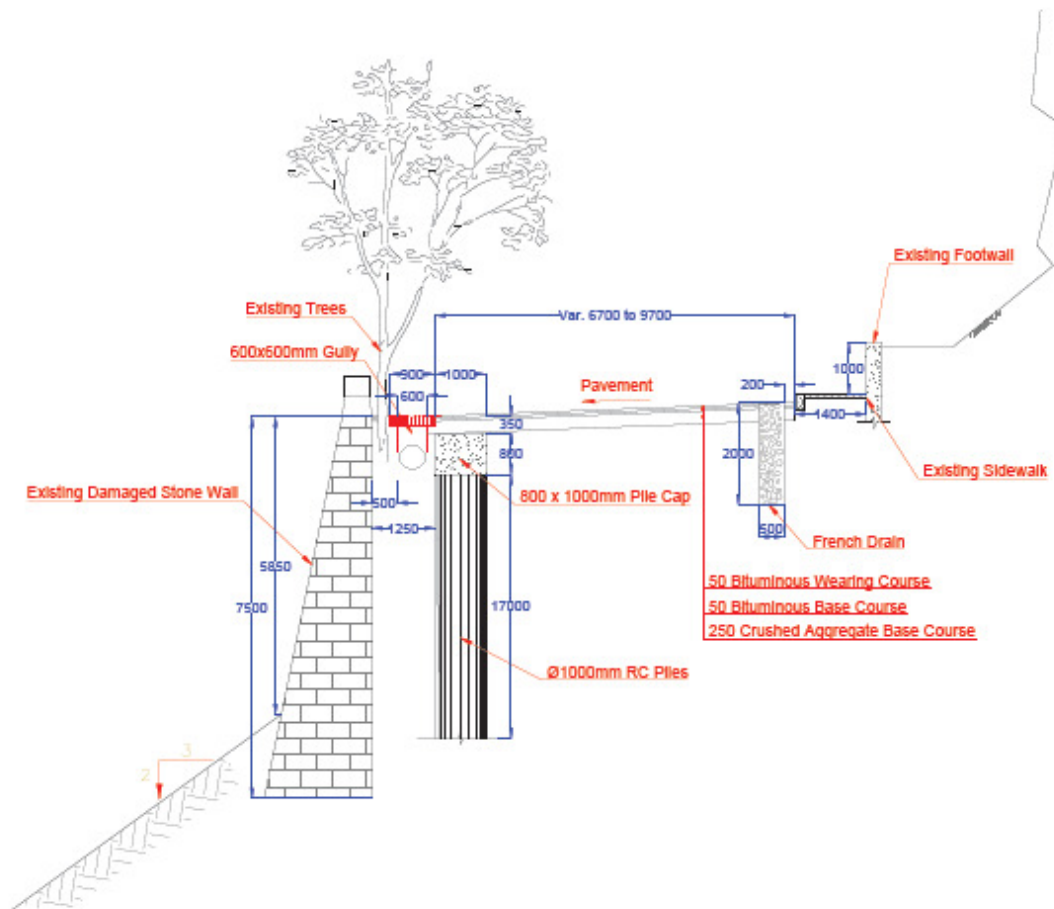 Existing Footwall
Existing Trees
Var. 6700 to 9700
600x600mm Gully
1000
900
1000
Pavement
200
600
1400
350
Existing Sidewalk
800
2000
Existing Damaged Stone Wall
800 x 1000mm Pile Cap
500
1250
500
French Drain
5850
50 Bituminous Wearing Course
7500
17000
50 Bituminous Base Course
250 Crushed Aggregate Base Course
Ø1000mm RC Piles
3
2